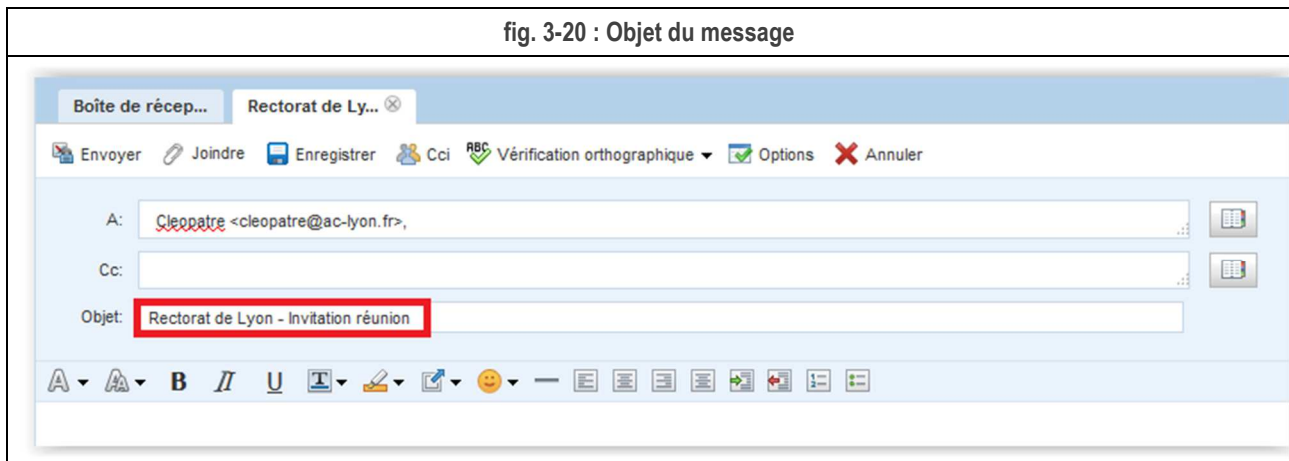 fig. 3-20 : Objet du message
Boîte de récep... Rectorat de Ly...
Envoyer Joindre Enregistrer Cci ABC Vérification orthographique Options Annuler
A: Cleopatre <cleopatre@ac-lyon.fr>,
Cc:
Objet: Rectorat de Lyon - Invitation réunion
A A B I U T